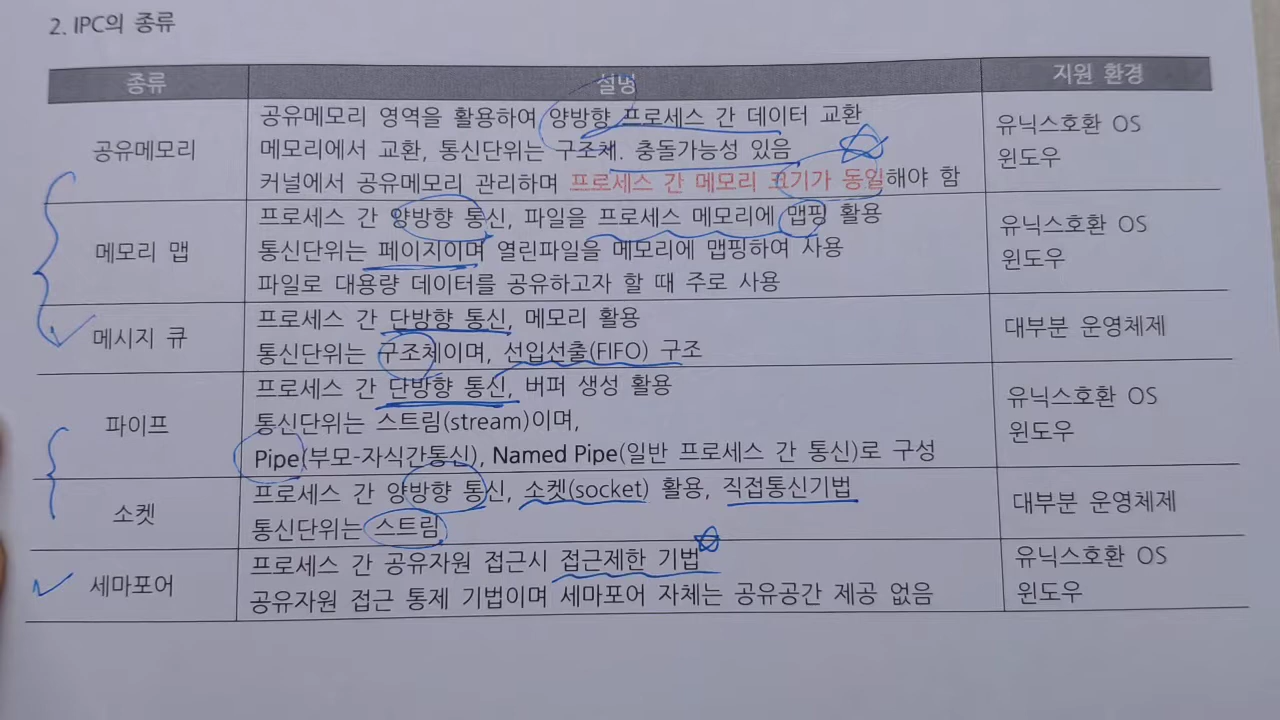 2. IPC의 종류
종류 설명 지원 환경
공유메모리
공유메모리 영역을 활용하여 양방향 프로세스 간 데이터 교환
메모리에서 교환, 통신단위는 구조체. 충돌가능성 있음
커널에서 공유메모리 관리하며 프로세스 간 메모리 크기가 동일해야 함
유닉스호환 OS
윈도우
메모리 맵
프로세스 간 양방향 통신, 파일을 프로세스 메모리에 맵핑 활용
통신단위는 페이지이며 열린파일을 메모리에 맵핑하여 사용
파일로 대용량 데이터를 공유하고자 할 때 주로 사용
유닉스호환 OS
윈도우
메시지 큐
프로세스 간 단방향 통신, 메모리 활용
통신단위는 구조체이며, 선입선출(FIFO) 구조
대부분 운영체제
파이프
프로세스 간 단방향 통신, 버퍼 생성 활용
통신단위는 스트림(stream)이며,
Pipe(부모-자식간통신), Named Pipe(일반 프로세스 간 통신)로 구성
유닉스호환 OS
윈도우
소켓
프로세스 간 양방향 통신, 소켓(socket) 활용, 직접통신기법
통신단위는 스트림
대부분 운영체제
세마포어
프로세스 간 공유자원 접근시 접근제한 기법
공유자원 접근 통제 기법이며 세마포어 자체는 공유공간 제공 없음
유닉스호환 OS
윈도우